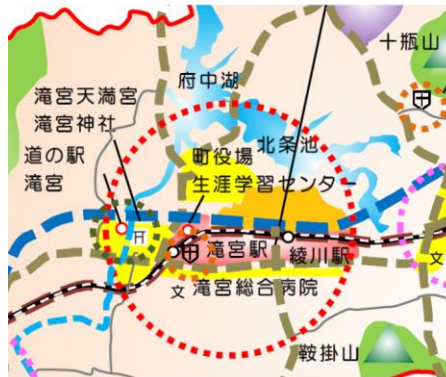 十瓶山
府中湖
滝宮天満宮
滝宮神社
北条池
道の駅
滝宮
町役場
生涯学習センター
滝宮駅
綾川駅
文
文
滝宮総合病院
鞍掛山